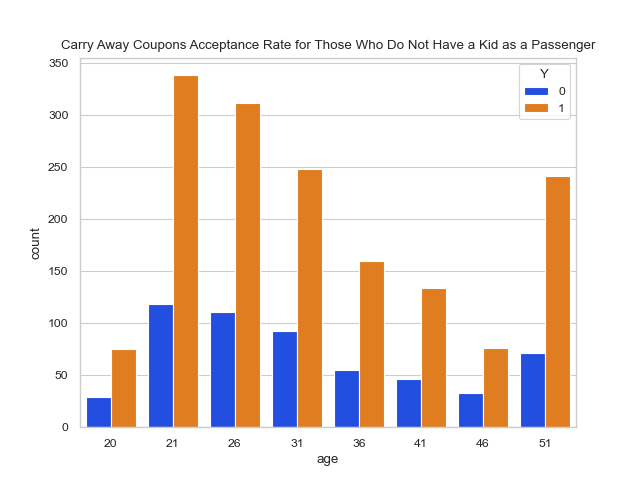 Carry Away Coupons Acceptance Rate for Those Who Do Not Have a Kid as a Passenger
350
300
250
200
150
100
50
0
count
Y
0
1
20 21 26 31 36 41 46 51
age